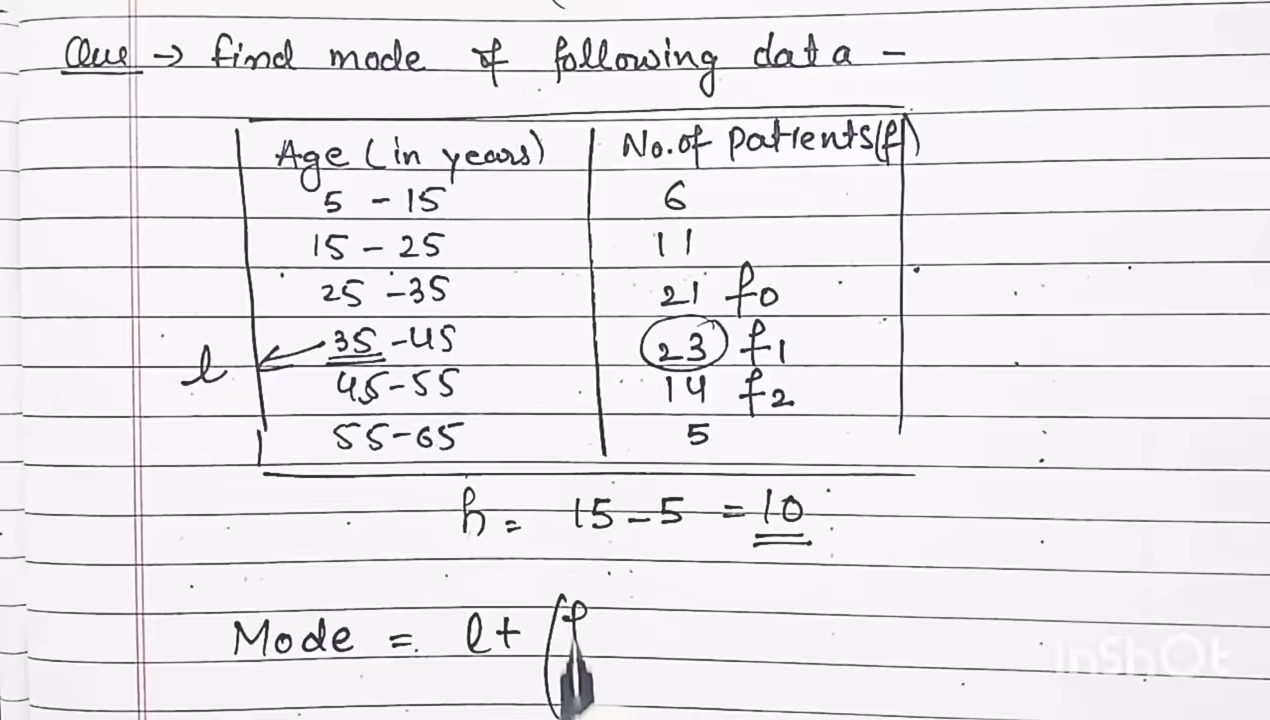 Que → find mode of following data –
Age (in years) No. of patients(f)
5 – 15 6
15 – 25 11
25 – 35 21 f0
l 35 – 45 23 f1
45 – 55 14 f2
55 – 65 5
h = 15 – 5 = 10
Mode = l + (f
InShOt